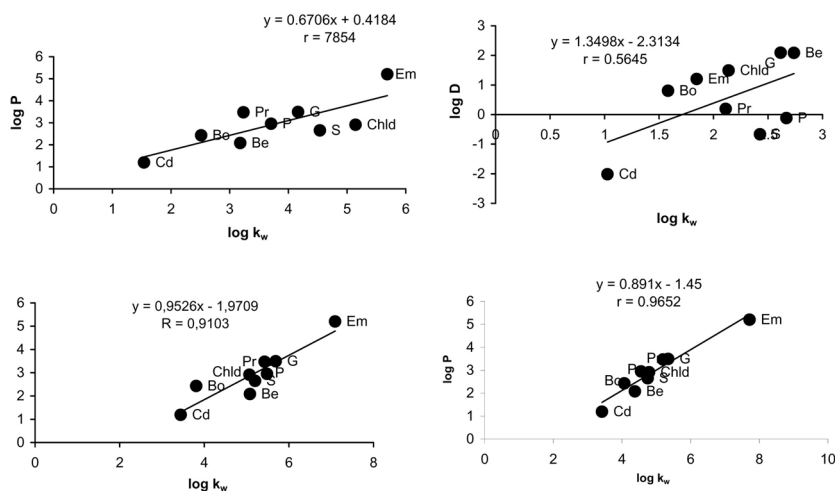 y = 0.6706x + 0.4184
r = 7854
log P
6
5
4
3
2
1
0
Em
Pr
G
Bo
P
S
Chld
Be
Cd
0 1 2 3 4 5 6
log kw
y = 1.3498x - 2.3134
r = 0.5645
log D
3
2
1
0
-1
-2
-3
G
Be
Chld
Em
Bo
Pr
P
S
Cd
0 0.5 1 1.5 2 2.5 3
log kw
y = 0,9526x - 1,9709
R = 0,9103
log P
6
5
4
3
2
1
0
Em
Pr
G
Chld
P
Bo
S
Be
Cd
0 2 4 6 8
log kw
y = 0.891x - 1.45
r = 0.9652
log P
6
5
4
3
2
1
0
Em
Pr
G
P
Chld
Bo
S
Be
Cd
0 2 4 6 8 10
log kw